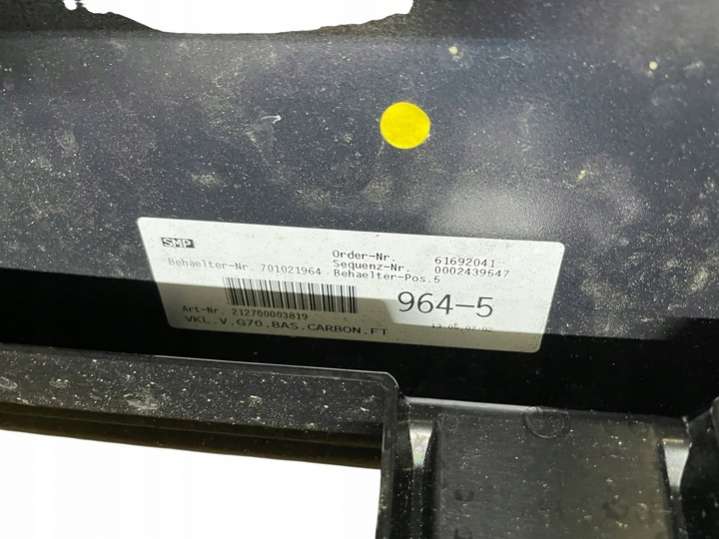 SMP
Order-Nr. 61692041
Sequenz-Nr. 0002439647
Behaelter-Nr. 701021964 Behaelter-Pos.5
964-5
Art-Nr. 212700003819
VKL.V.G70.BAS.CARBON.FT